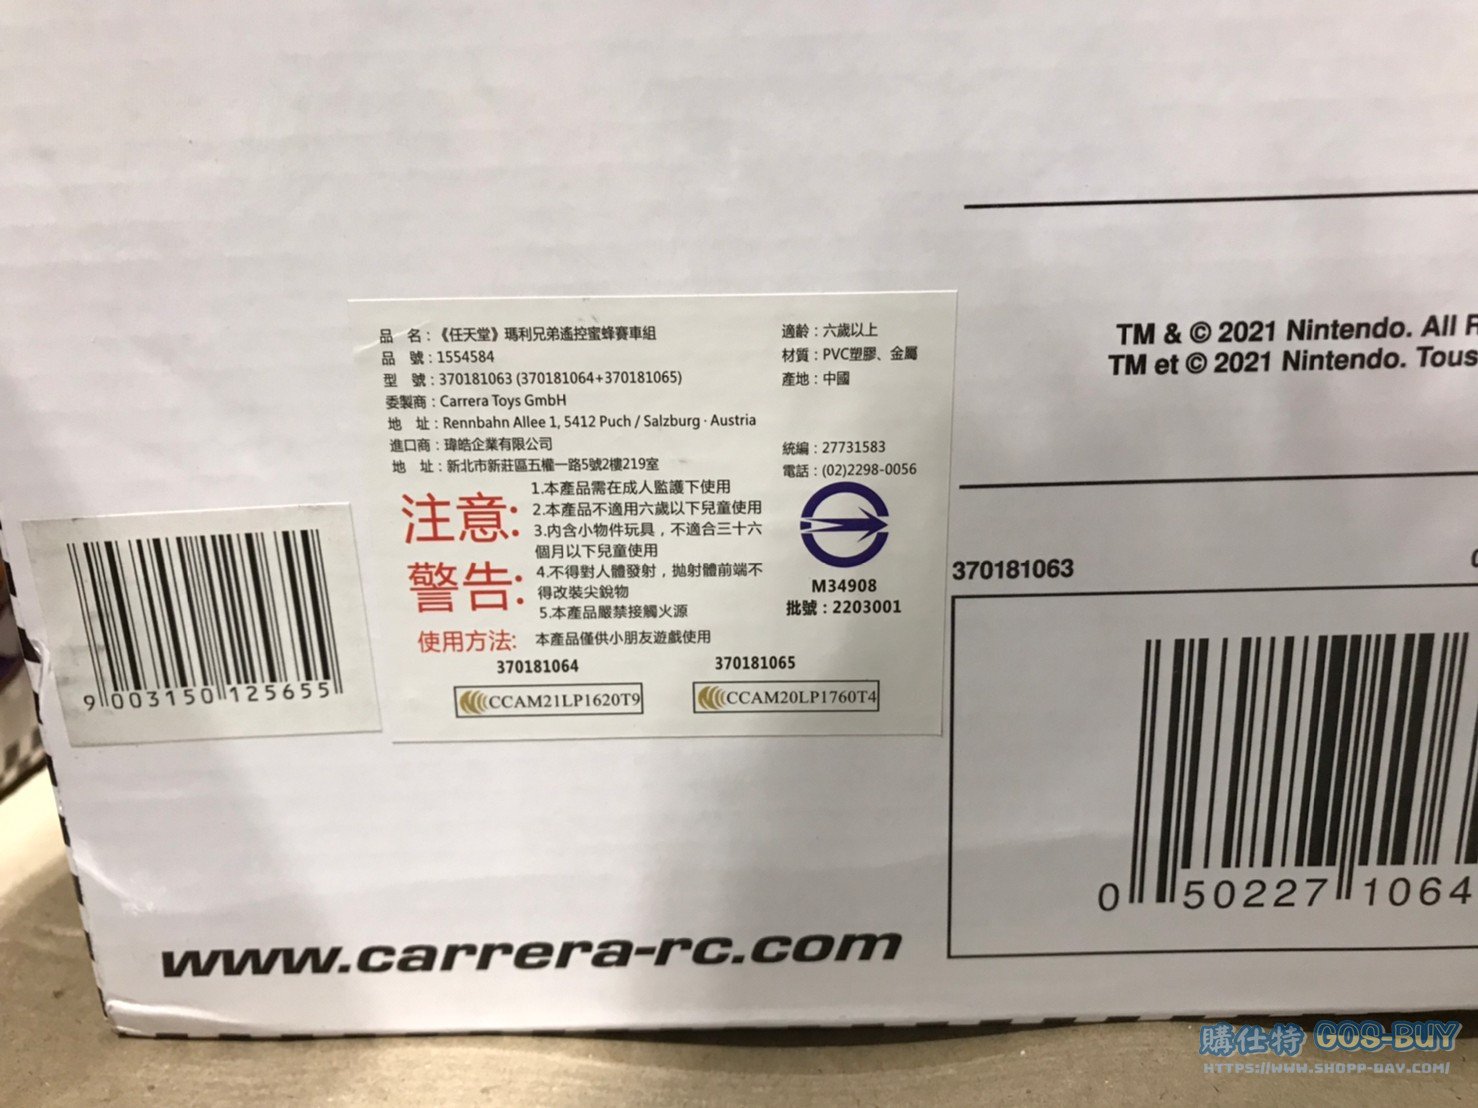 TM & © 2021 Nintendo. All
TM et © 2021 Nintendo. Tous
品 名：《任天堂》瑪利兄弟遙控蜜蜂賽車組
品 號：1554584
型 號：370181063 (370181064+370181065)
委製商：Carrera Toys GmbH
地 址：Rennbahn Allee 1, 5412 Puch / Salzburg · Austria
進口商：瑋皓企業有限公司
地 址：新北市新莊區五權一路5號2樓219室
適齡：六歲以上
材質：PVC塑膠、金屬
產地：中國
統編：27731583
電話：(02)2298-0056
注意:
警告:
1.本產品需在成人監護下使用
2.本產品不適用六歲以下兒童使用
3.內含小物件玩具，不適合三十六
個月以下兒童使用
4.不得對人體發射，拋射體前端不
得改裝尖銳物
5.本產品嚴禁接觸火源
使用方法: 本產品僅供小朋友遊戲使用
M34908
批號：2203001
370181064
370181065
CCAM21LP1620T9
CCAM20LP1760T4
9 003150 125655
370181063
0 50227 1064
www.carrera-rc.com
購仕特 GOS-BUY
HTTPS://WWW.SHOPP-DAY.COM/